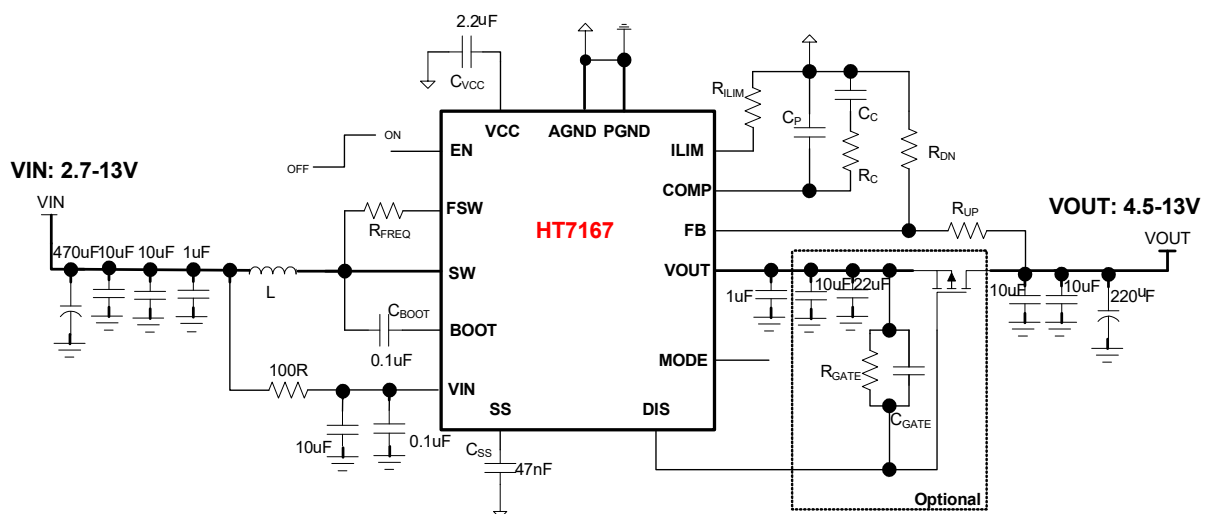 2.2uF
CVCC
VCC
AGND
PGND
RILIM
CP
CC
RC
RDN
ON
OFF
EN
ILIM
COMP
VIN: 2.7-13V
VIN
FSW
RFREQ
HT7167
FB
RUP
VOUT: 4.5-13V
VOUT
470uF
10uF
10uF
1uF
L
SW
VOUT
1uF
10uF
22uF
10uF
10uF
220uF
CBOOT
0.1uF
BOOT
MODE
RGATE
CGATE
100R
VIN
10uF
0.1uF
SS
DIS
CSS
47nF
Optional